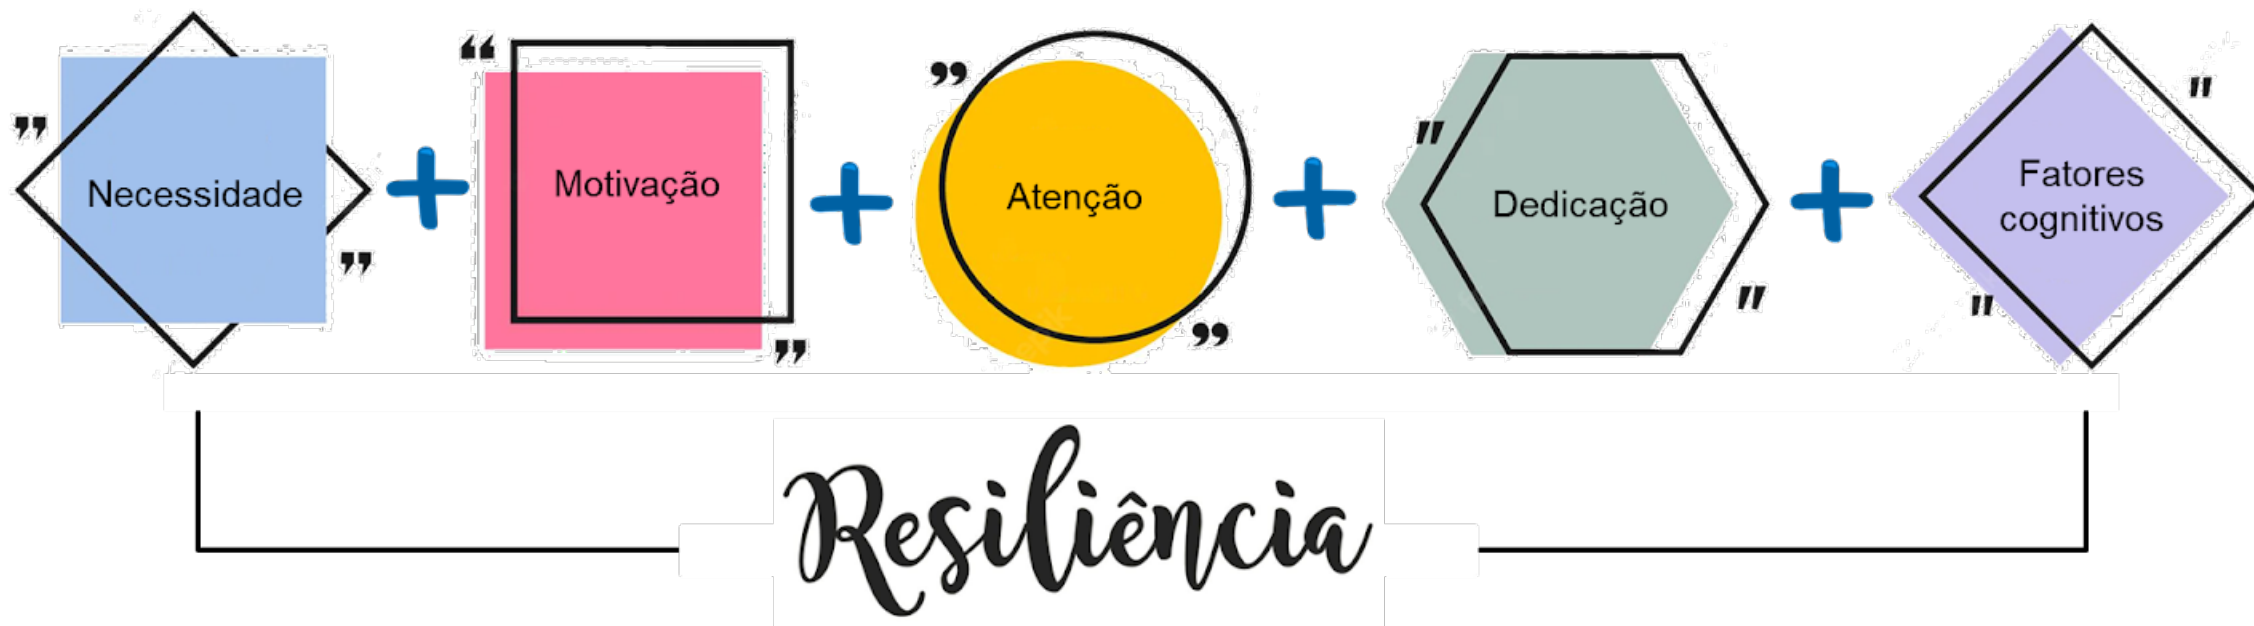 Necessidade
Motivação
Atenção
Dedicação
Fatores
cognitivos
Resiliência